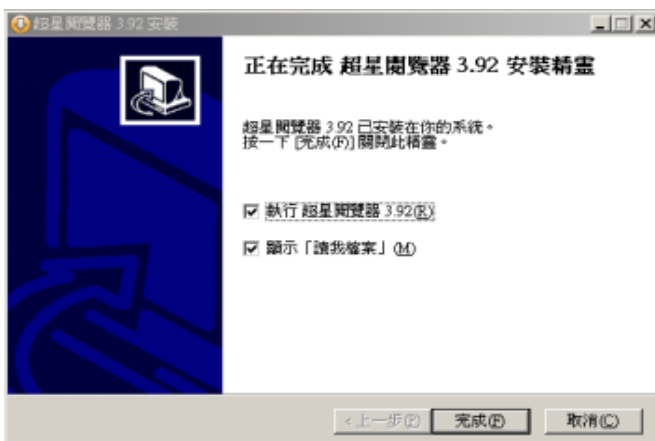 超星閱覽器 3.92 安裝
正在完成 超星閱覽器 3.92 安裝精靈
超星閱覽器 3.92 已安裝在你的系統。
按一下 [完成(F)] 關閉此精靈。
執行 超星閱覽器 3.92(R)
顯示「讀我檔案」(M)
<上一步(P) 完成(F) 取消(C)